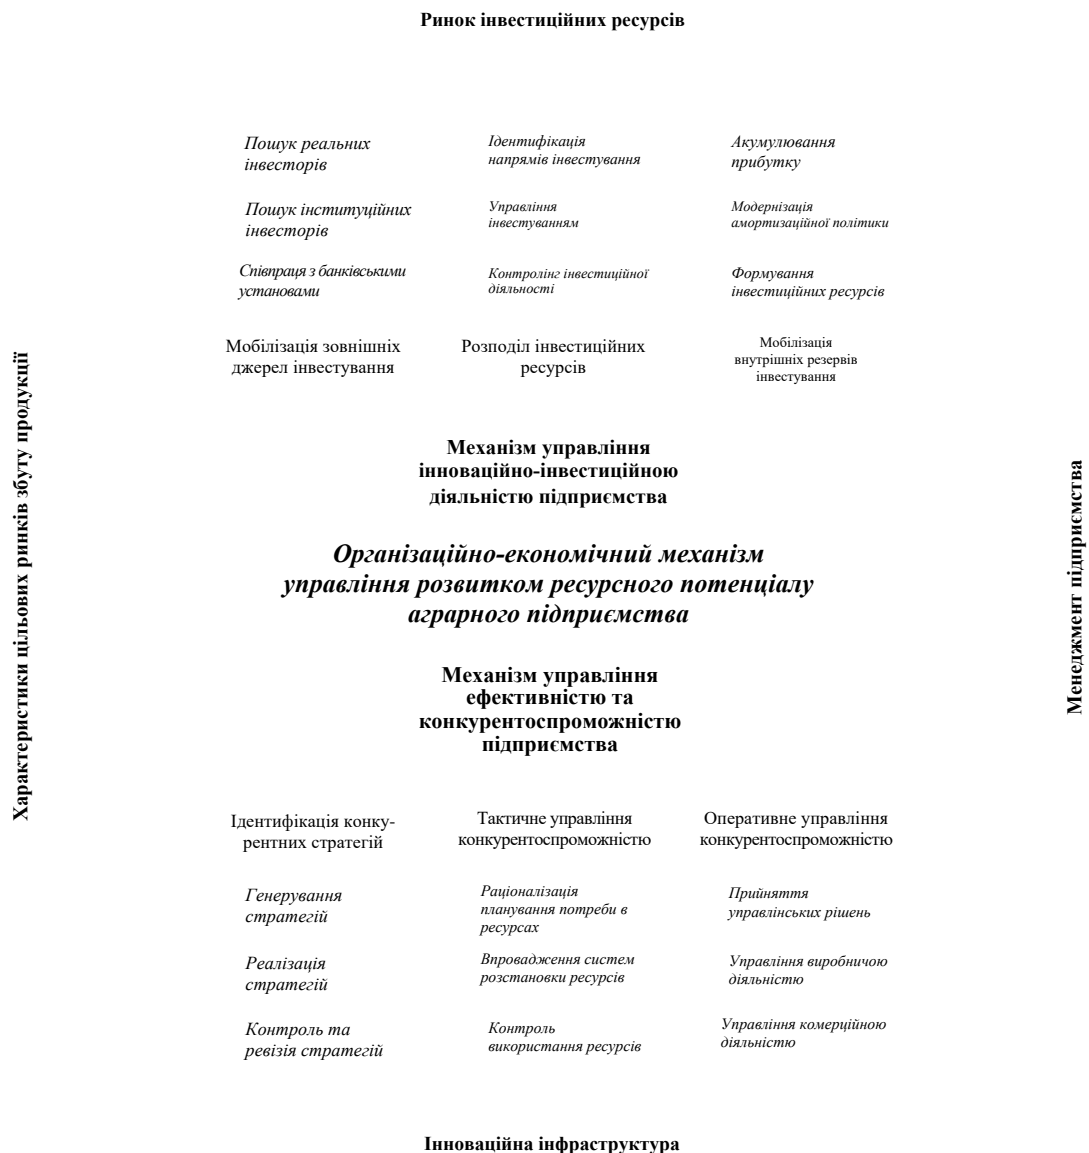 Ринок інвестиційних ресурсів
Пошук реальних
інвесторів
Ідентифікація
напрямів інвестування
Акумулювання
прибутку
Пошук інституційних
інвесторів
Управління
інвестуванням
Модернізація
амортизаційної політики
Співпраця з банківськими
установами
Контролінг інвестиційної
діяльності
Формування
інвестиційних ресурсів
Мобілізація зовнішніх
джерел інвестування
Розподіл інвестиційних
ресурсів
Мобілізація
внутрішніх резервів
інвестування
Характеристики цільових ринків збуту продукції
Механізм управління
інноваційно-інвестиційною
діяльністю підприємства
Організаційно-економічний механізм
управління розвитком ресурсного потенціалу
аграрного підприємства
Механізм управління
ефективністю та
конкурентоспроможністю
підприємства
Менеджмент підприємства
Ідентифікація конку-
рентних стратегій
Тактичне управління
конкурентоспроможністю
Оперативне управління
конкурентоспроможністю
Генерування
стратегій
Раціоналізація
планування потреби в
ресурсах
Прийняття
управлінських рішень
Реалізація
стратегій
Впровадження систем
розстановки ресурсів
Управління виробничою
діяльністю
Контроль та
ревізія стратегій
Контроль
використання ресурсів
Управління комерційною
діяльністю
Інноваційна інфраструктура